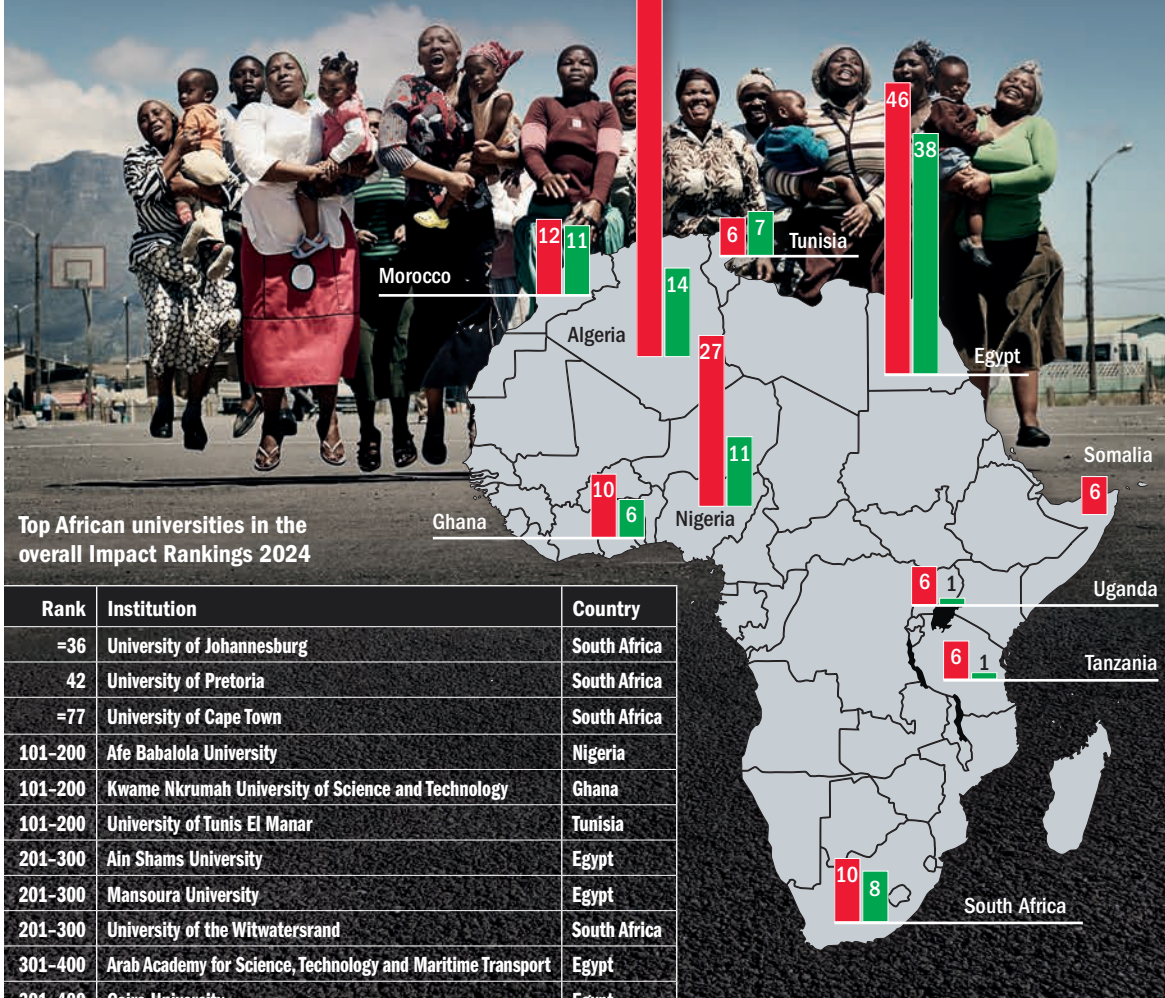 46
38
12
11
6
7
Tunisia
Morocco
14
Algeria
27
Egypt
11
Somalia
6
10
6
Ghana
Nigeria
Top African universities in the
overall Impact Rankings 2024
6
1
Uganda
6
1
Tanzania
Rank Institution Country
=36 University of Johannesburg South Africa
42 University of Pretoria South Africa
=77 University of Cape Town South Africa
101–200 Afe Babalola University Nigeria
101–200 Kwame Nkrumah University of Science and Technology Ghana
101–200 University of Tunis El Manar Tunisia
201–300 Ain Shams University Egypt
201–300 Mansoura University Egypt
201–300 University of the Witwatersrand South Africa
301–400 Arab Academy for Science, Technology and Maritime Transport Egypt
10
8
South Africa